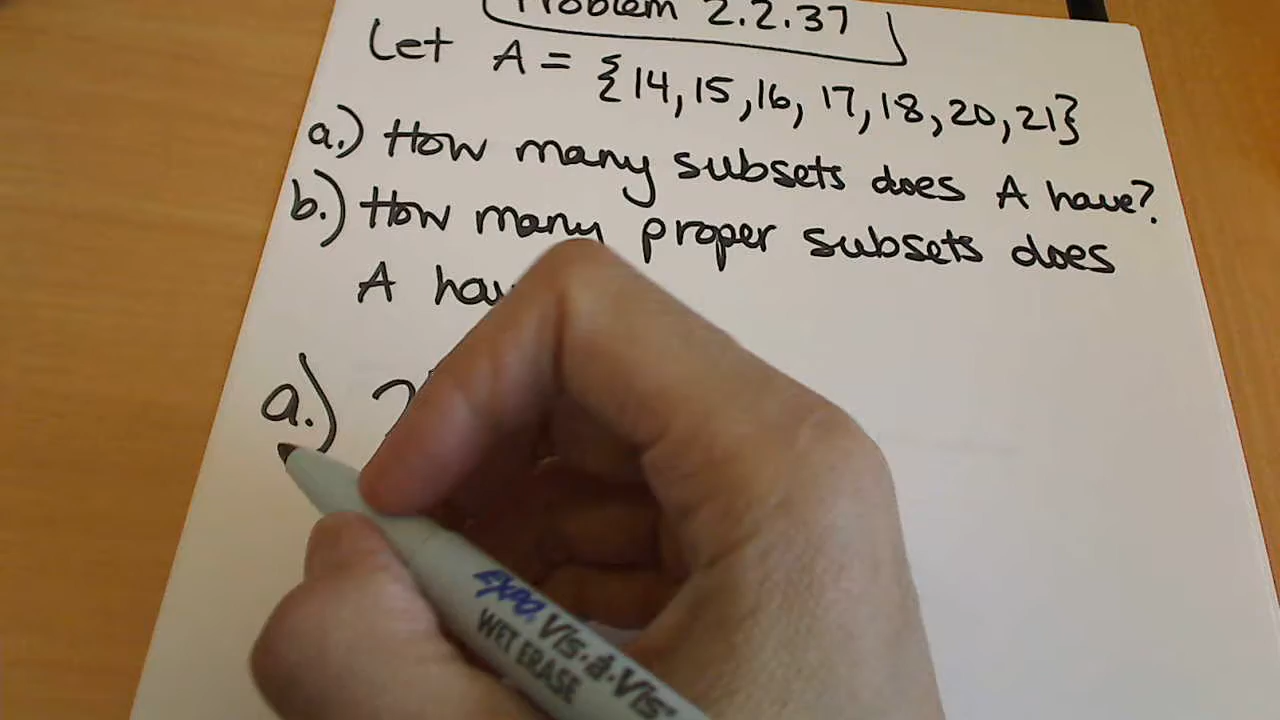 Problem 2.2.37
Let A = {14, 15, 16, 17, 18, 20, 21}
a.) How many subsets does A have?
b.) How many proper subsets does
A hav
a.) 2
EXPO Vis·à·Vis
WET ERASE